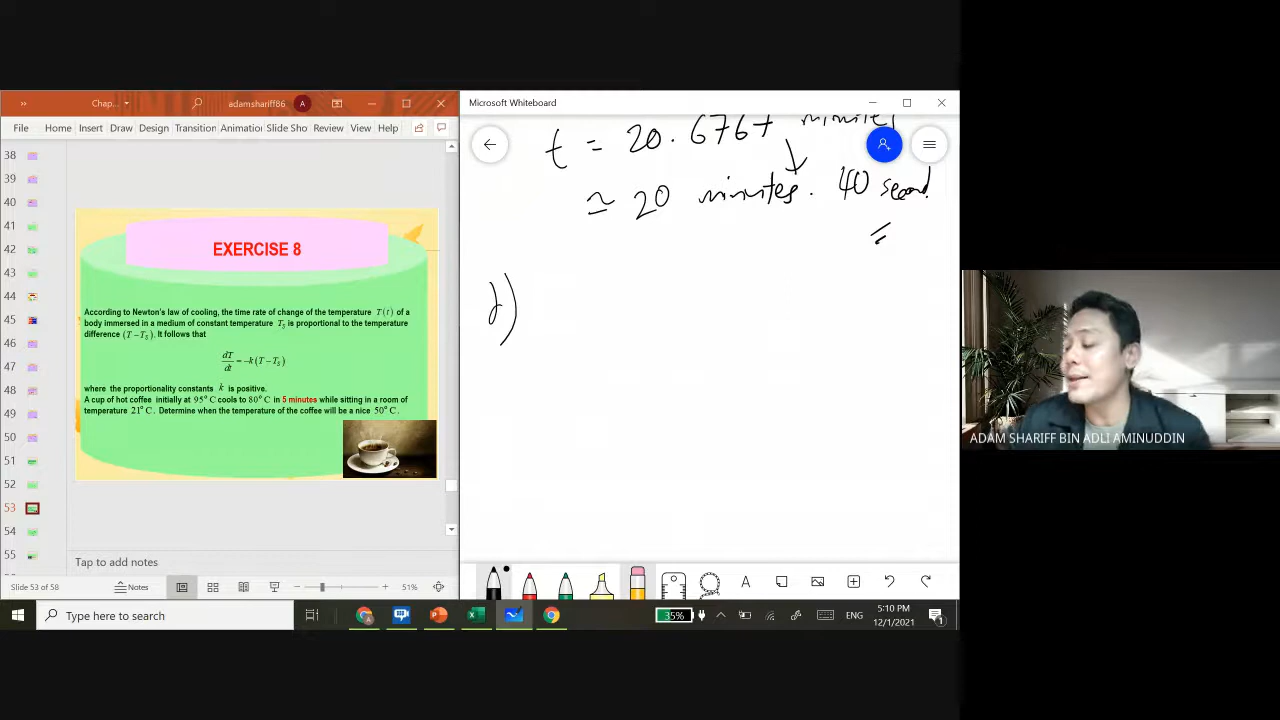 Chap...
adamshariff86 A
File Home Insert Draw Design Transition Animation Slide Sho Review View Help
38
39
40
41
42
43
44
45
46
47
48
49
50
51
52
53
54
55
EXERCISE 8
According to Newton's law of cooling, the time rate of change of the temperature T(t) of a
body immersed in a medium of constant temperature is proportional to the temperature
difference. It follows that
dT/dt = -k(T - T
where the proportionality constants k is positive.
A cup of hot coffee initially at 95° C cools to 80° C in 5 minutes while sitting in a room of
temperature 21° C. Determine when the temperature of the coffee will be a nice 50° C.
Tap to add notes
Slide 53 of 58
Notes
51%
Microsoft Whiteboard
t = 20.6767 minutes
≃ 20 minutes. 40 second.
ADAM SHARIFF BIN ADLI AMINUDDIN
Type here to search
35%
ENG
5:10 PM
12/1/2021